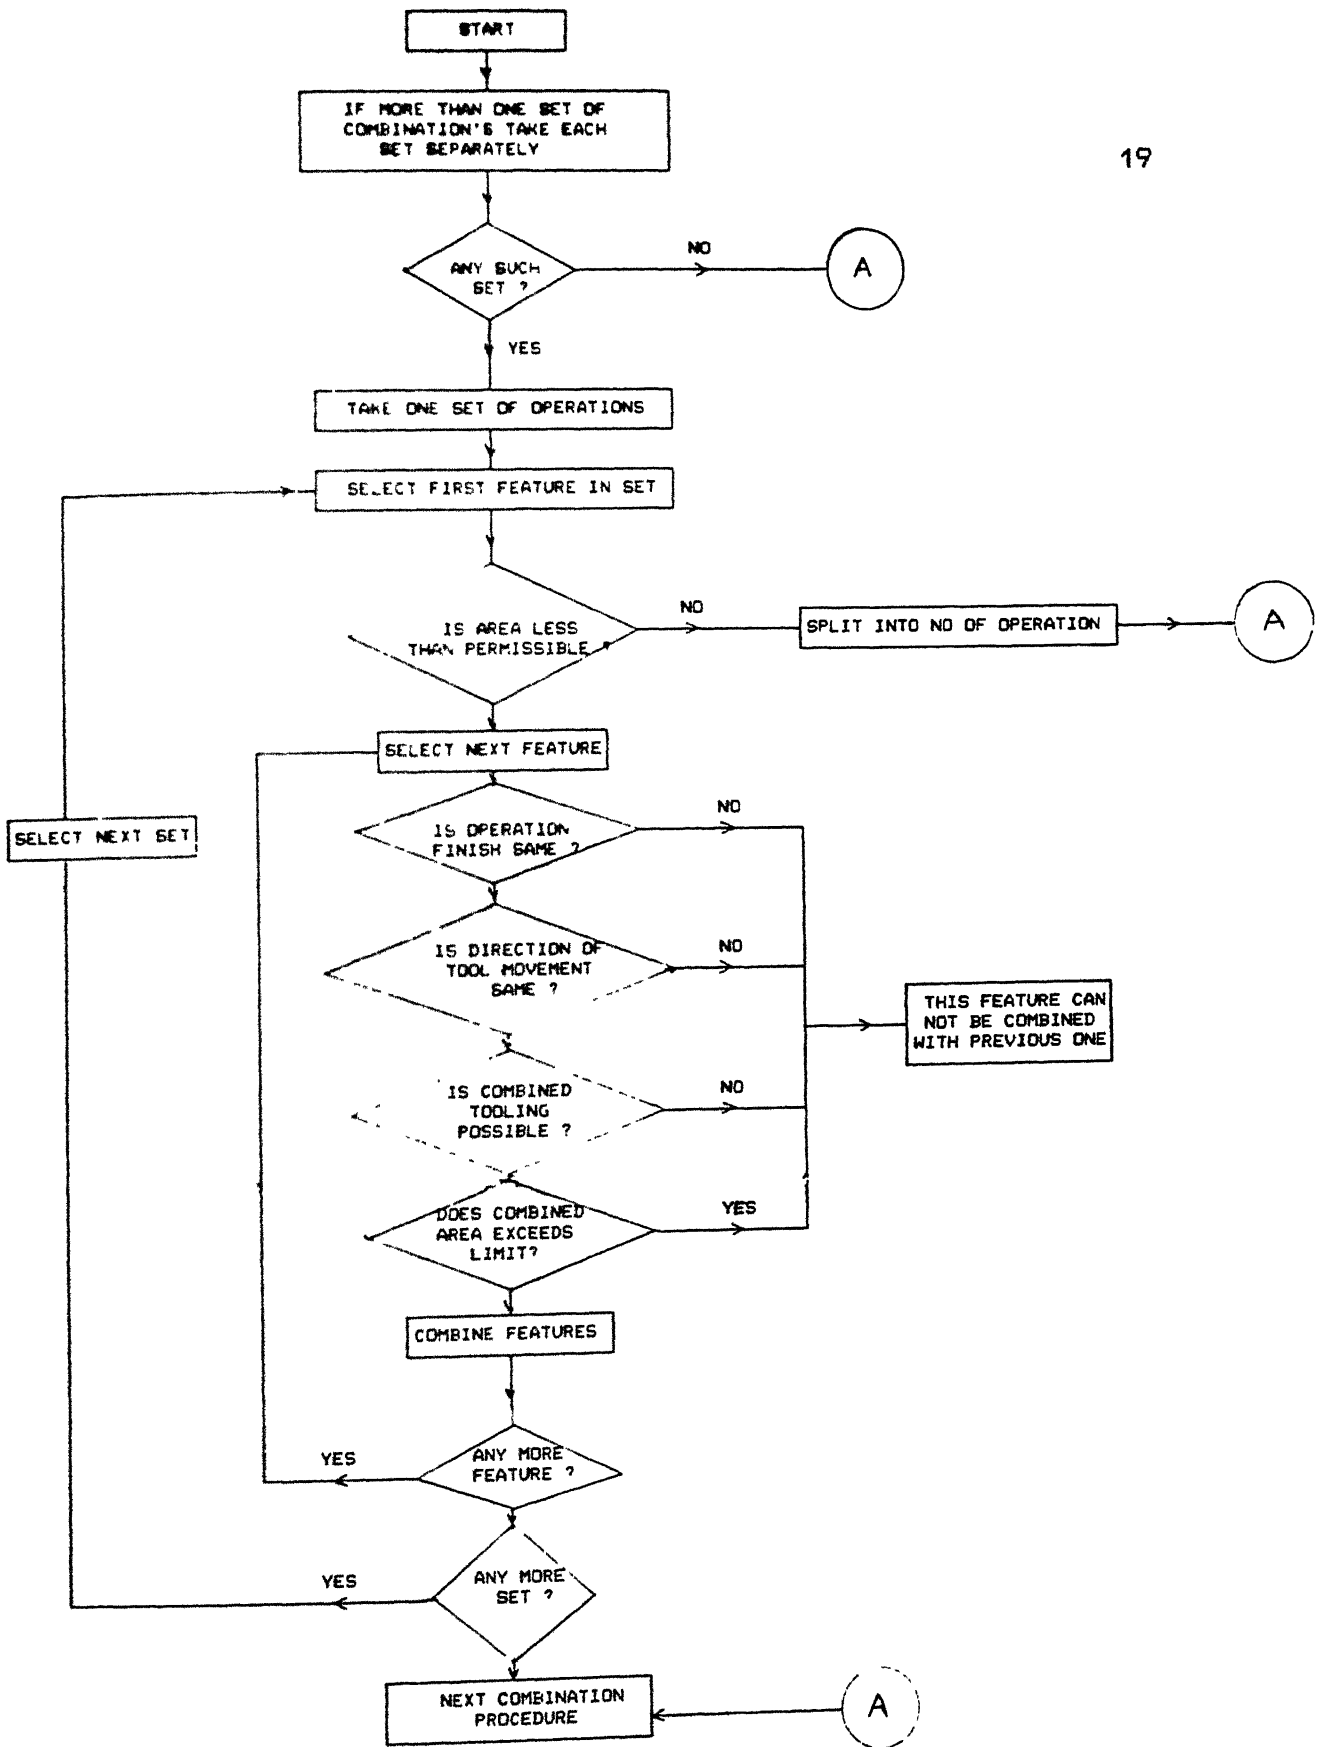 START
IF MORE THAN ONE SET OF
COMBINATION'S TAKE EACH
SET SEPARATELY
19
ANY SUCH
SET ?
NO
A
YES
TAKE ONE SET OF OPERATIONS
SELECT FIRST FEATURE IN SET
IS AREA LESS
THAN PERMISSIBLE
NO
SPLIT INTO NO OF OPERATION
A
SELECT NEXT FEATURE
SELECT NEXT SET
IS OPERATION
FINISH SAME ?
NO
IS DIRECTION OF
TOOL MOVEMENT
SAME ?
NO
THIS FEATURE CAN
NOT BE COMBINED
WITH PREVIOUS ONE
IS COMBINED
TOOLING
POSSIBLE ?
NO
DOES COMBINED
AREA EXCEEDS
LIMIT?
YES
COMBINE FEATURES
ANY MORE
FEATURE ?
YES
ANY MORE
SET ?
YES
NEXT COMBINATION
PROCEDURE
A